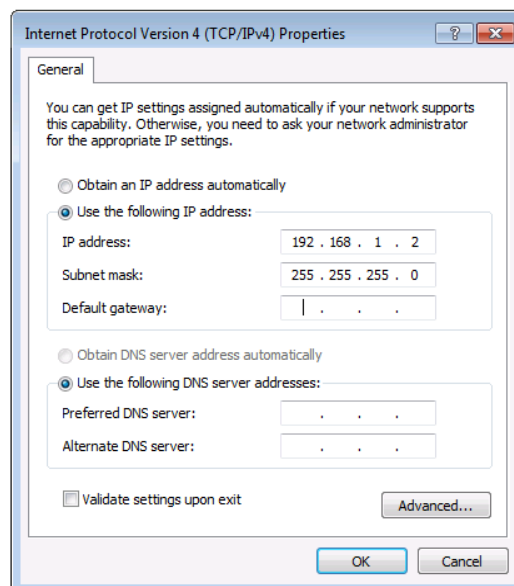 Internet Protocol Version 4 (TCP/IPv4) Properties
General
You can get IP settings assigned automatically if your network supports
this capability. Otherwise, you need to ask your network administrator
for the appropriate IP settings.
Obtain an IP address automatically
Use the following IP address:
IP address: 192 . 168 . 1 . 2
Subnet mask: 255 . 255 . 255 . 0
Default gateway: . . .
Obtain DNS server address automatically
Use the following DNS server addresses:
Preferred DNS server: . . .
Alternate DNS server: . . .
Validate settings upon exit
Advanced...
OK Cancel